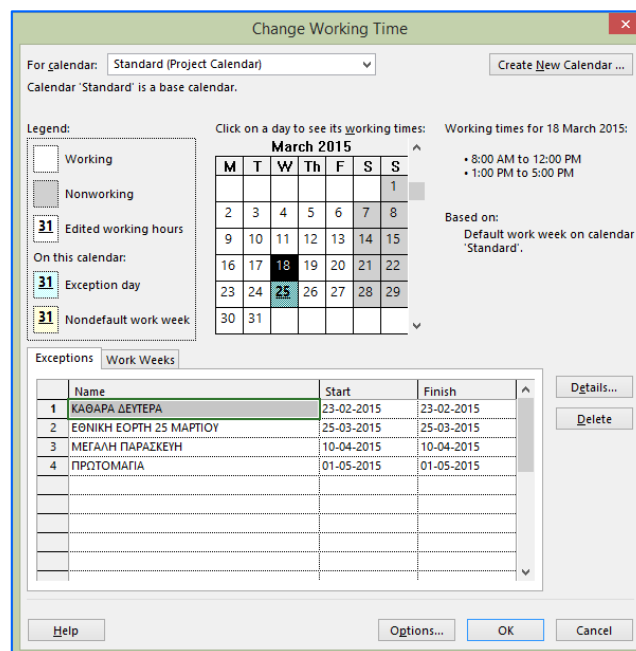 Change Working Time
For calendar: Standard (Project Calendar) Create New Calendar ...
Calendar 'Standard' is a base calendar.
Legend:
Working
Nonworking
31 Edited working hours
On this calendar:
31 Exception day
31 Nondefault work week
Click on a day to see its working times:
March 2015
M T W Th F S S
1
2 3 4 5 6 7 8
9 10 11 12 13 14 15
16 17 18 19 20 21 22
23 24 25 26 27 28 29
30 31
Working times for 18 March 2015:
• 8:00 AM to 12:00 PM
• 1:00 PM to 5:00 PM
Based on:
Default work week on calendar
'Standard'.
Exceptions Work Weeks
Name Start Finish
1 ΚΑΘΑΡΑ ΔΕΥΤΕΡΑ 23-02-2015 23-02-2015
2 ΕΘΝΙΚΗ ΕΟΡΤΗ 25 ΜΑΡΤΙΟΥ 25-03-2015 25-03-2015
3 ΜΕΓΑΛΗ ΠΑΡΑΣΚΕΥΗ 10-04-2015 10-04-2015
4 ΠΡΩΤΟΜΑΓΙΑ 01-05-2015 01-05-2015
Details...
Delete
Help Options... OK Cancel